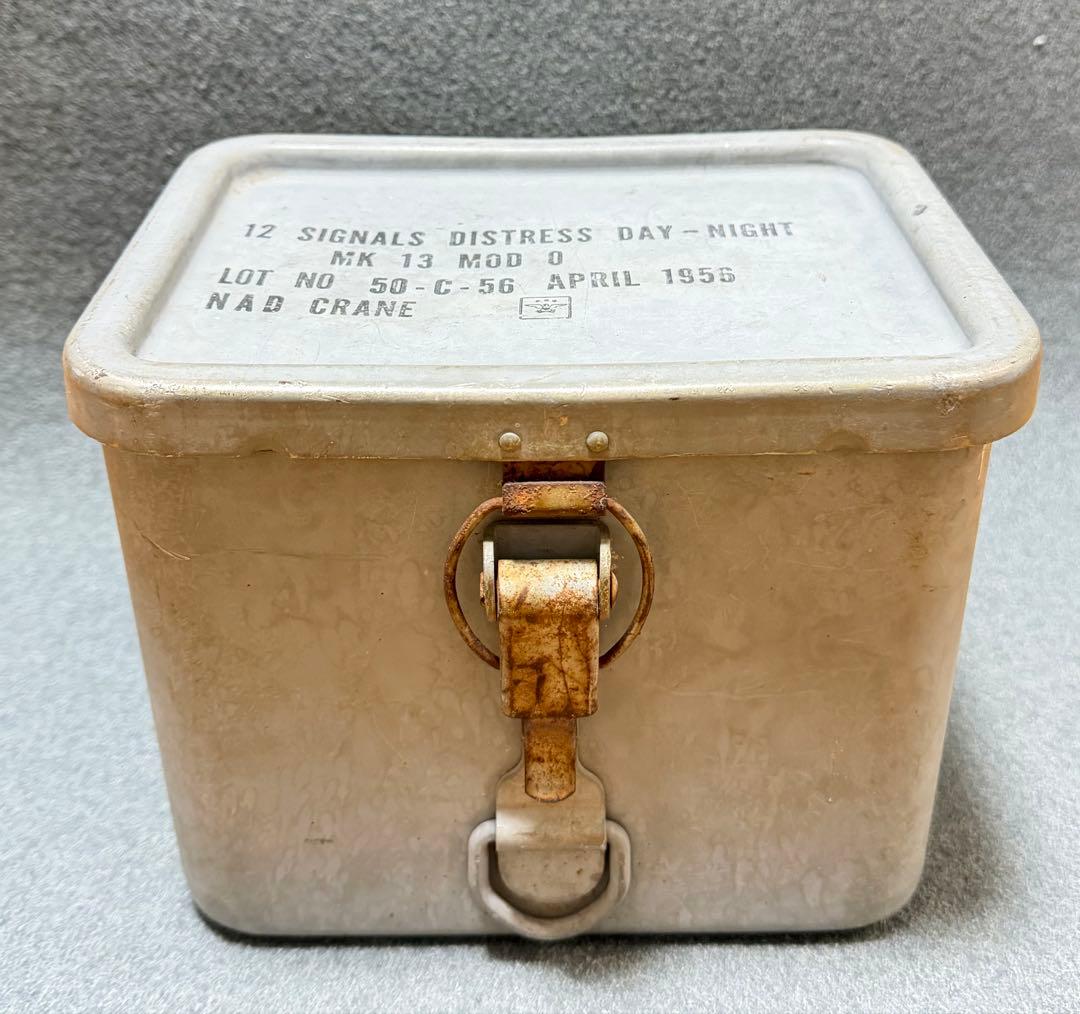 12 SIGNALS DISTRESS DAY-NIGHT
MK 13 MOD 0
LOT NO 50-C-56 APRIL 1956
NAD CRANE